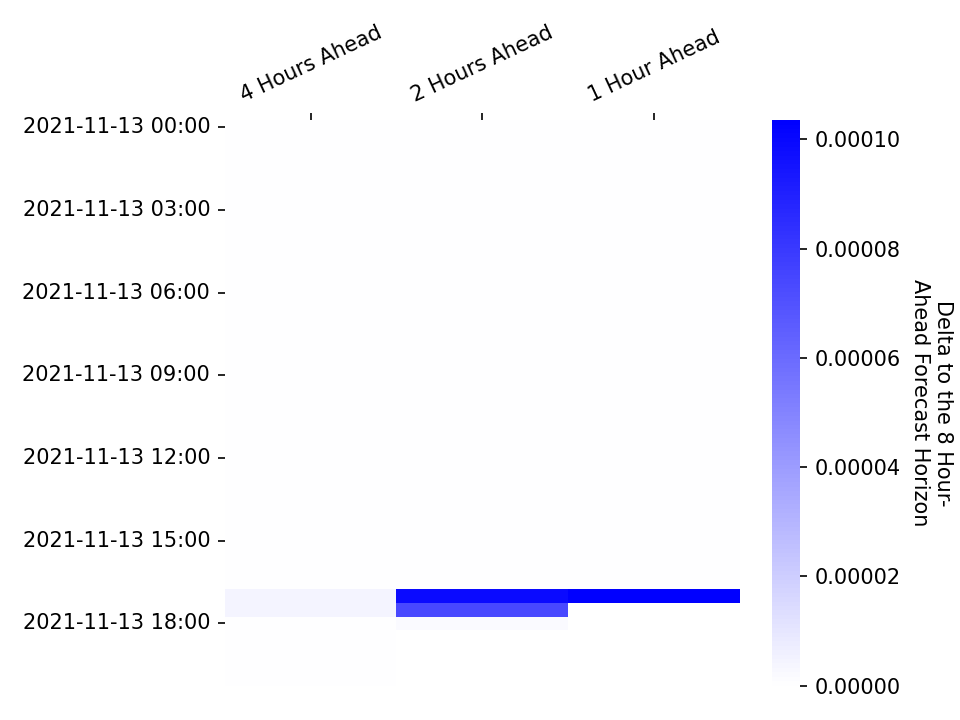 4 Hours Ahead
2 Hours Ahead
1 Hour Ahead
2021-11-13 00:00
2021-11-13 03:00
2021-11-13 06:00
2021-11-13 09:00
2021-11-13 12:00
2021-11-13 15:00
2021-11-13 18:00
0.00010
0.00008
0.00006
0.00004
0.00002
0.00000
Delta to the 8 Hour-
Ahead Forecast Horizon